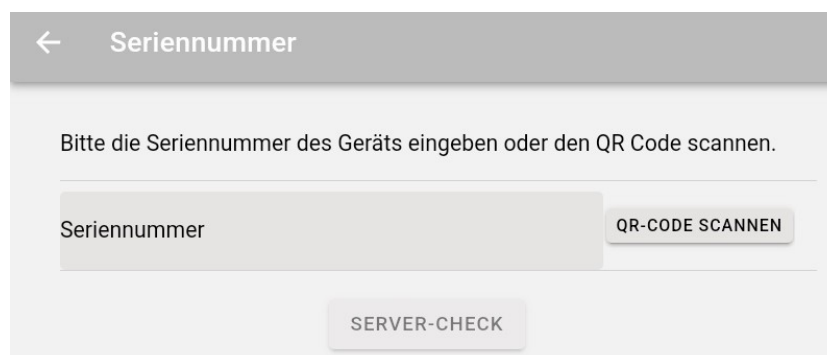 Seriennummer
Bitte die Seriennummer des Geräts eingeben oder den QR Code scannen.
Seriennummer
QR-CODE SCANNEN
SERVER-CHECK